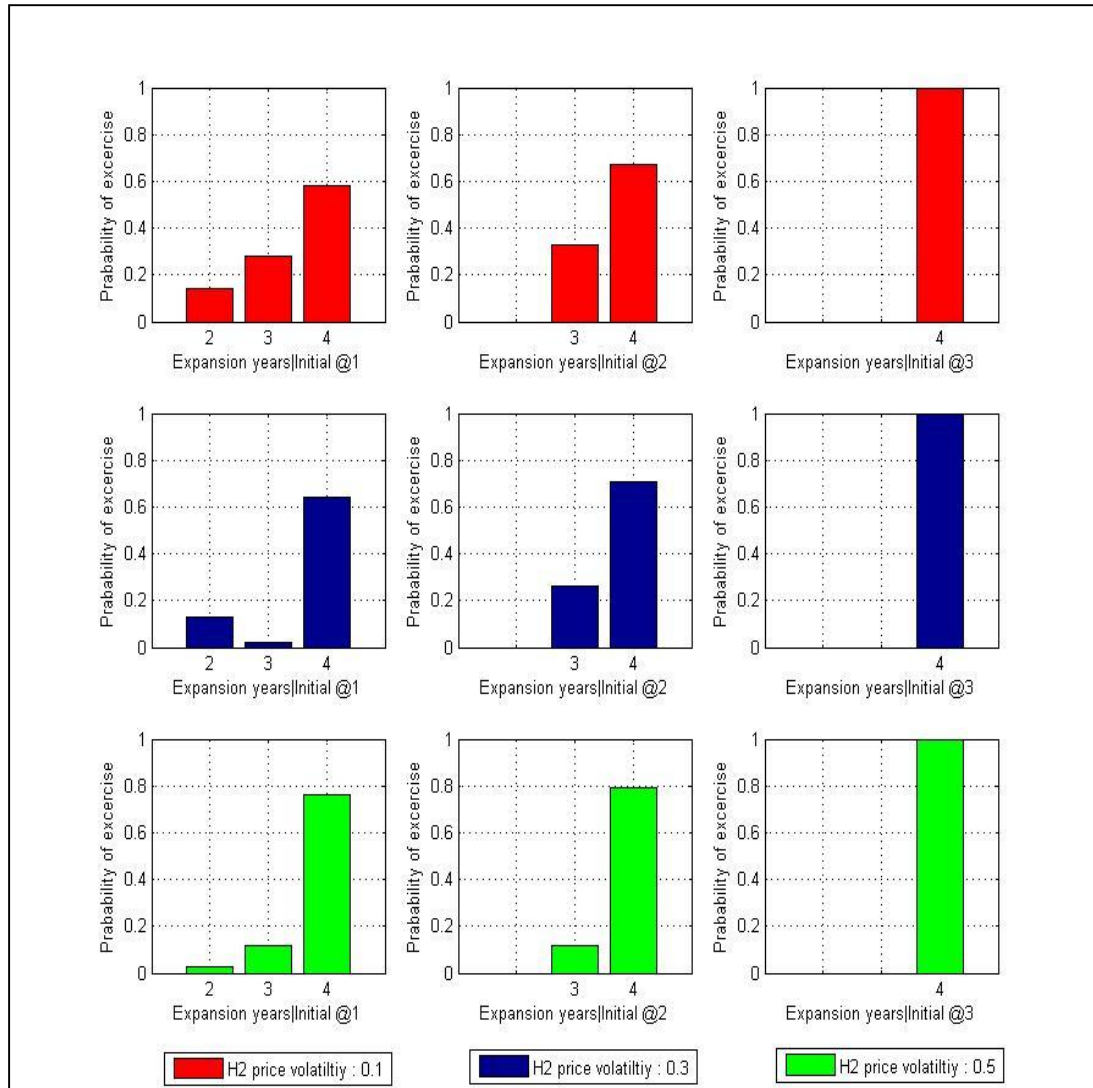 1
0.8
0.6
0.4
0.2
0
Prabability of excercise
2 3 4
Expansion years|Initial @1
1
0.8
0.6
0.4
0.2
0
Prabability of excercise
3 4
Expansion years|Initial @2
1
0.8
0.6
0.4
0.2
0
Prabability of excercise
4
Expansion years|Initial @3
1
0.8
0.6
0.4
0.2
0
Prabability of excercise
2 3 4
Expansion years|Initial @1
1
0.8
0.6
0.4
0.2
0
Prabability of excercise
3 4
Expansion years|Initial @2
1
0.8
0.6
0.4
0.2
0
Prabability of excercise
4
Expansion years|Initial @3
1
0.8
0.6
0.4
0.2
0
Prabability of excercise
2 3 4
Expansion years|Initial @1
1
0.8
0.6
0.4
0.2
0
Prabability of excercise
3 4
Expansion years|Initial @2
1
0.8
0.6
0.4
0.2
0
Prabability of excercise
4
Expansion years|Initial @3
H2 price volatiltiy : 0.1
H2 price volatiltiy : 0.3
H2 price volatiltiy : 0.5